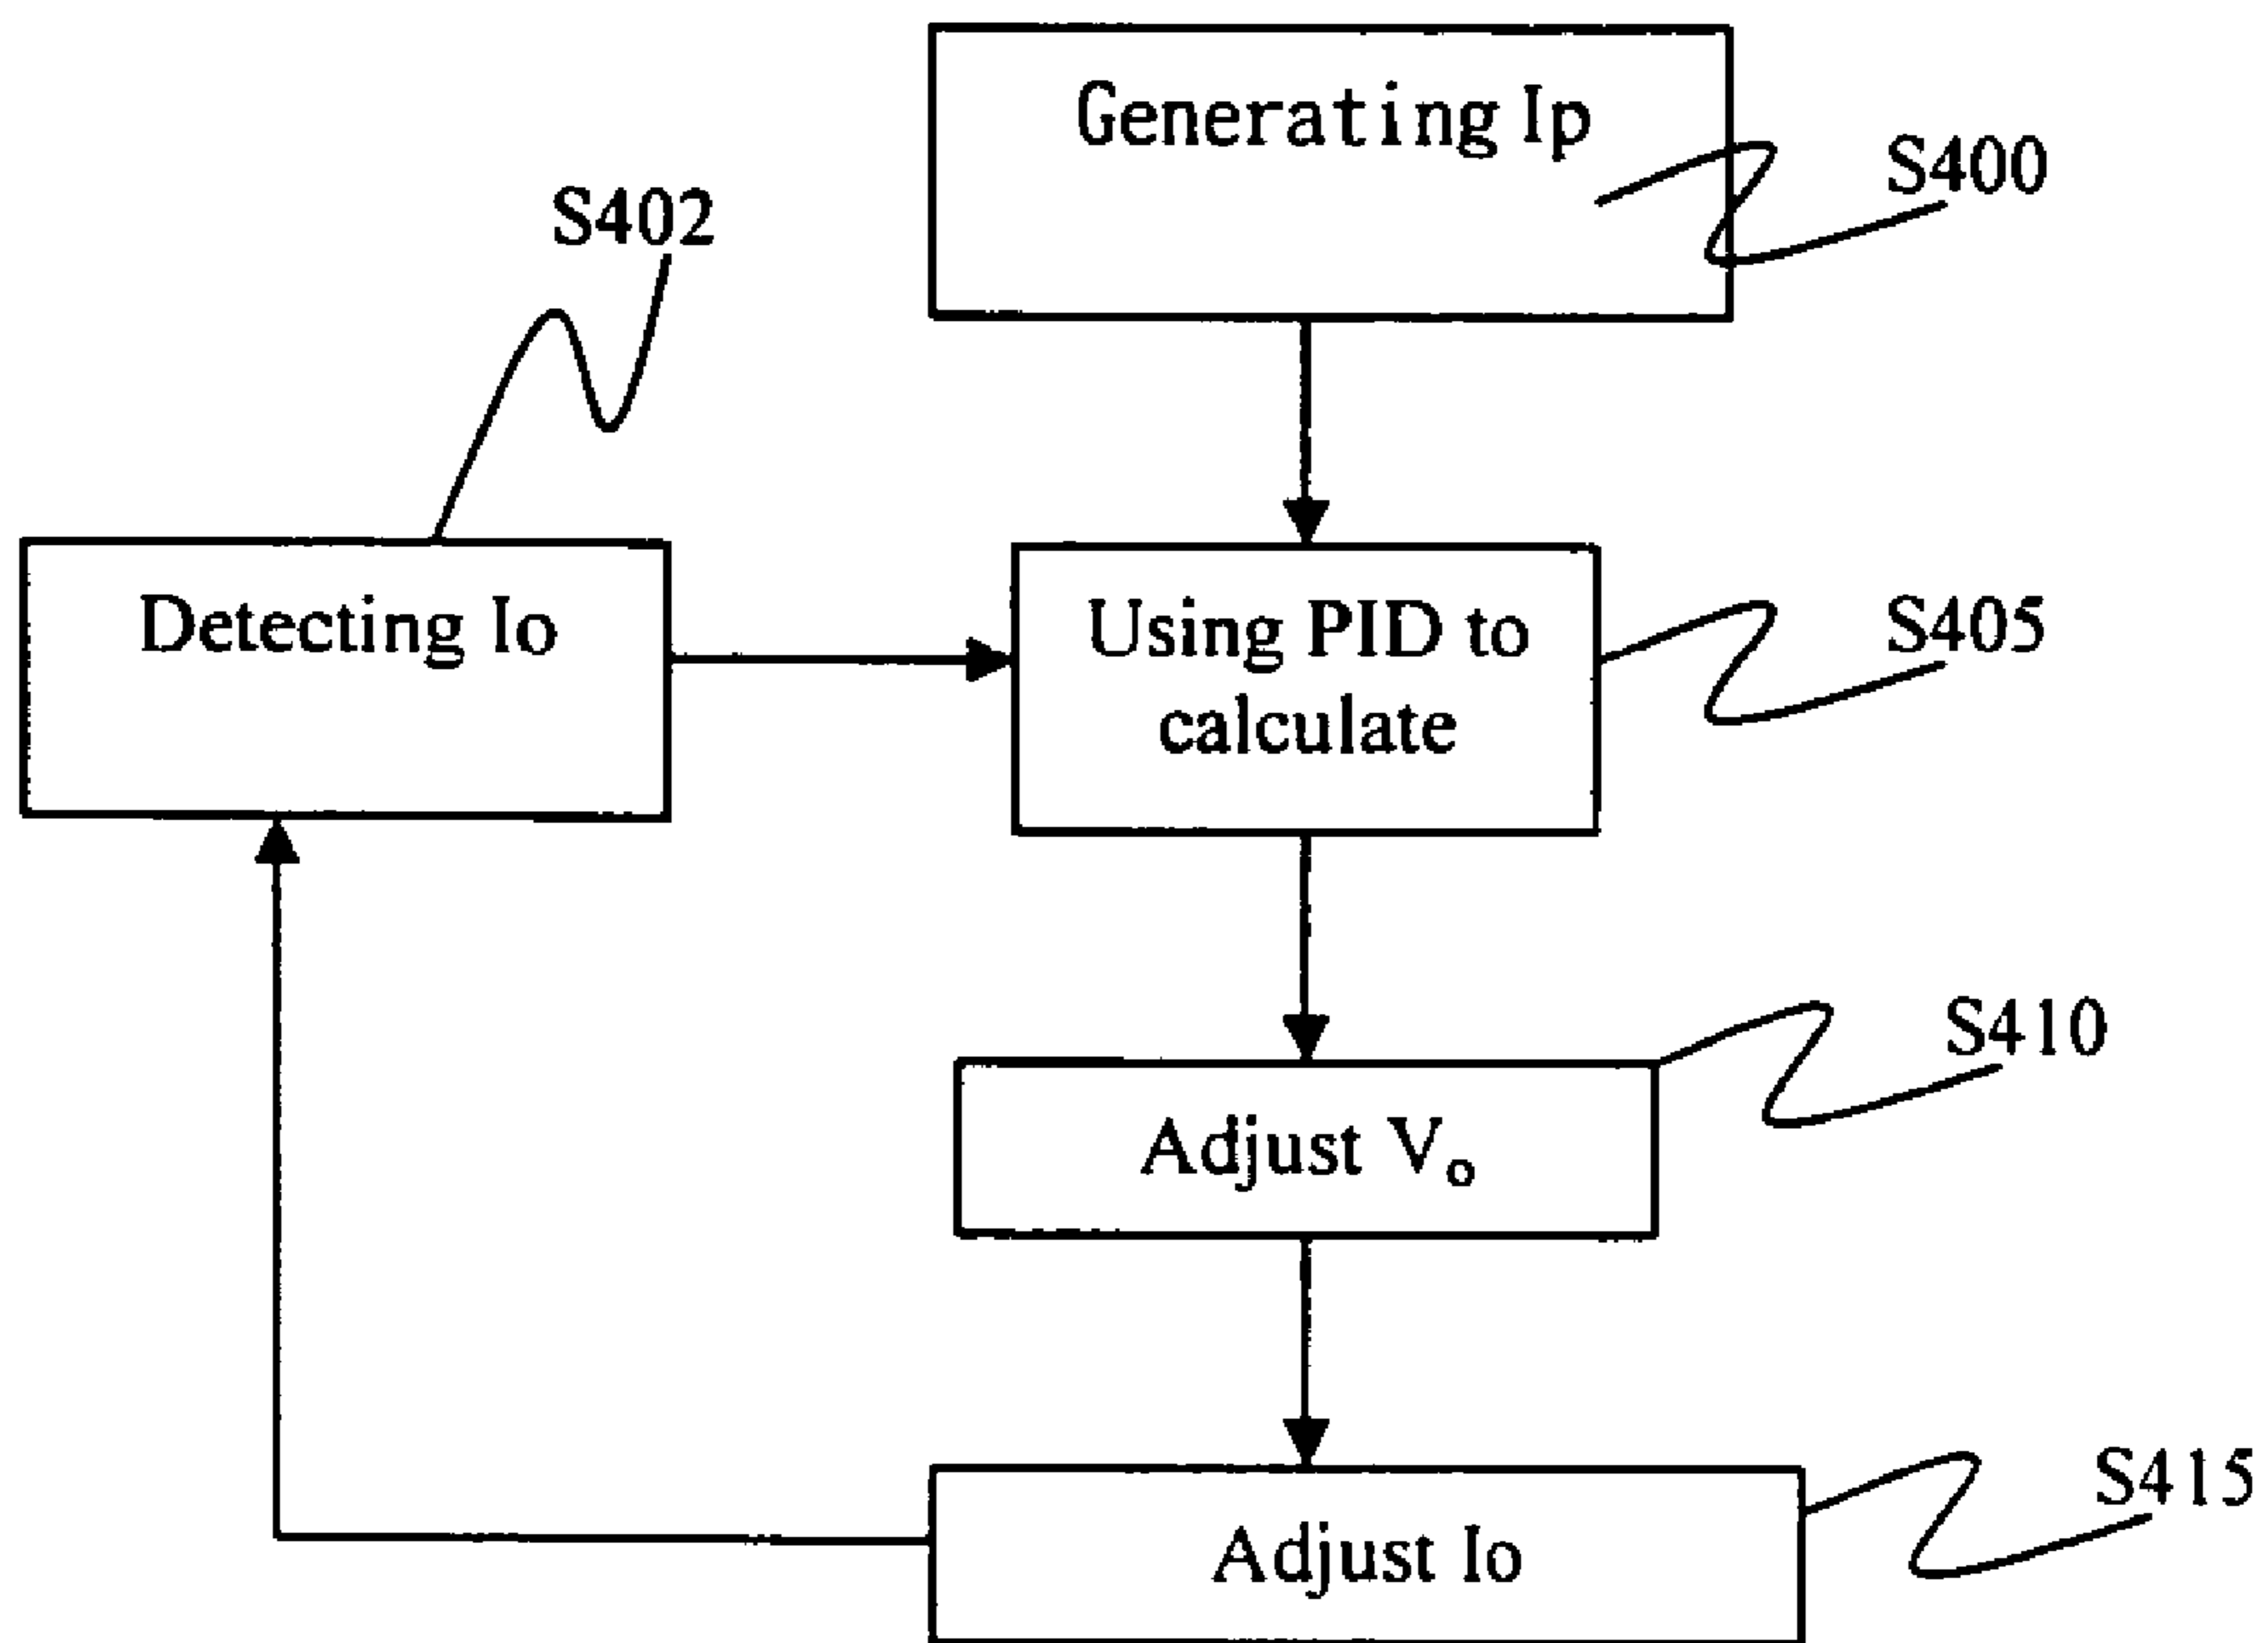 Generating Ip
S400
S402
Detecting Io
Using PID to
calculate
S405
S410
Adjust Vₒ
S415
Adjust Io